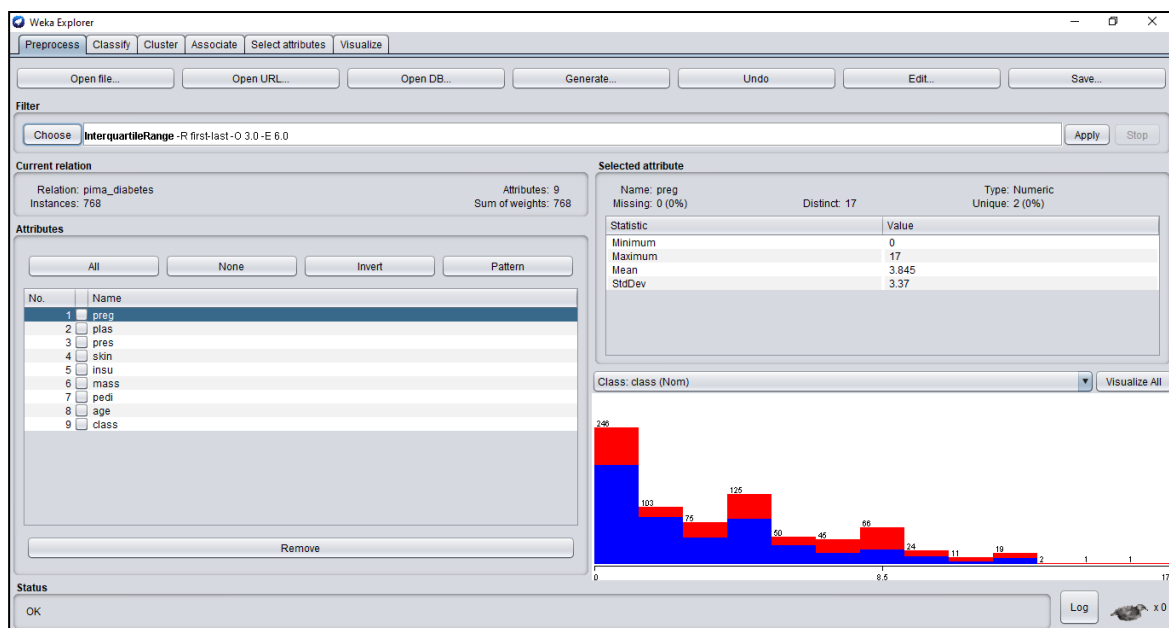 Weka Explorer
Preprocess Classify Cluster Associate Select attributes Visualize
Open file... Open URL... Open DB... Generate... Undo Edit... Save...
Filter
Choose InterquartileRange -R first-last -O 3.0 -E 6.0 Apply Stop
Current relation
Relation: pima_diabetes Attributes: 9
Instances: 768 Sum of weights: 768
Attributes
All None Invert Pattern
No. Name
1 preg
2 plas
3 pres
4 skin
5 insu
6 mass
7 pedi
8 age
9 class
Remove
Selected attribute
Name: preg Type: Numeric
Missing: 0 (0%) Distinct: 17 Unique: 2 (0%)
Statistic Value
Minimum 0
Maximum 17
Mean 3.845
StdDev 3.37
Class: class (Nom) Visualize All
246
103
75
125
50
45
66
24
11
19
2
1
1
0 8.5 17
Status
OK Log x 0